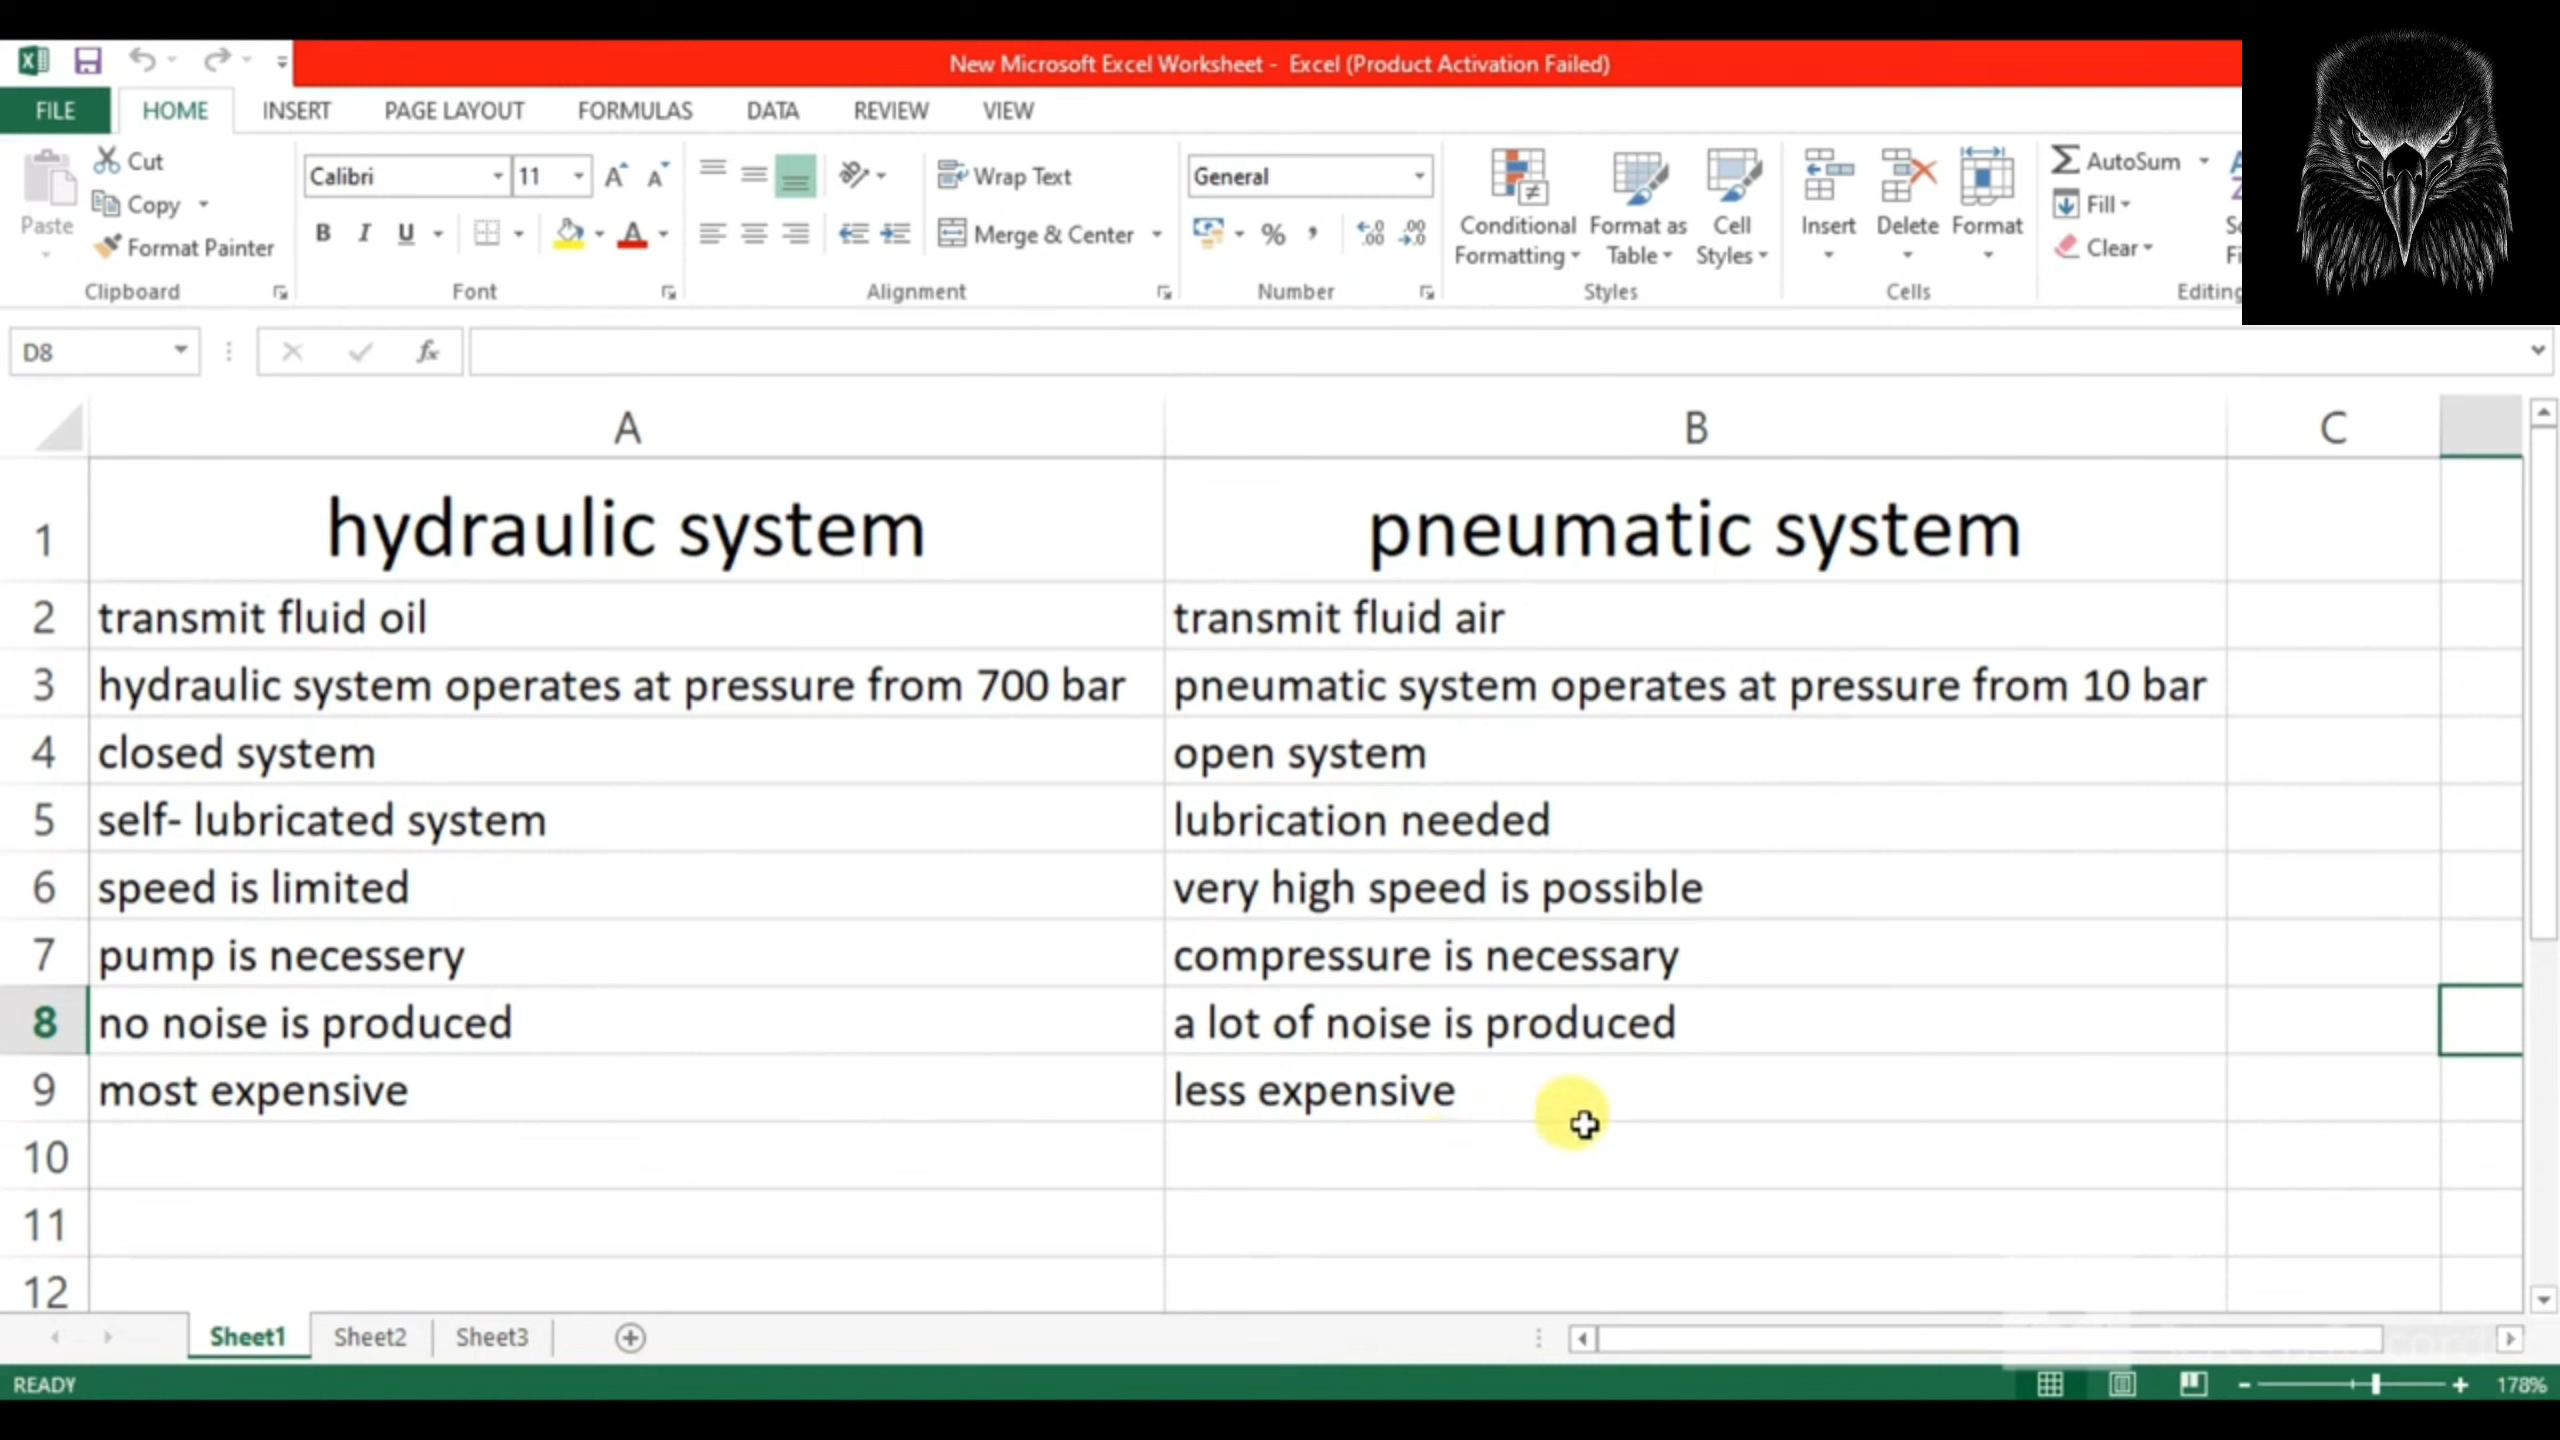 New Microsoft Excel Worksheet - Excel (Product Activation Failed)
FILE HOME INSERT PAGE LAYOUT FORMULAS DATA REVIEW VIEW
Paste
Cut
Copy
Format Painter
Clipboard
Calibri 11
B I U
Font
Wrap Text
Merge & Center
Alignment
General
% ,
Number
Conditional Formatting
Format as Table
Cell Styles
Styles
Insert Delete Format
Cells
AutoSum
Fill
Clear
Editing
D8 fx
A B C
1 hydraulic system pneumatic system
2 transmit fluid oil transmit fluid air
3 hydraulic system operates at pressure from 700 bar pneumatic system operates at pressure from 10 bar
4 closed system open system
5 self- lubricated system lubrication needed
6 speed is limited very high speed is possible
7 pump is necessery compressure is necessary
8 no noise is produced a lot of noise is produced
9 most expensive less expensive
10
11
12
Sheet1 Sheet2 Sheet3
READY 178%